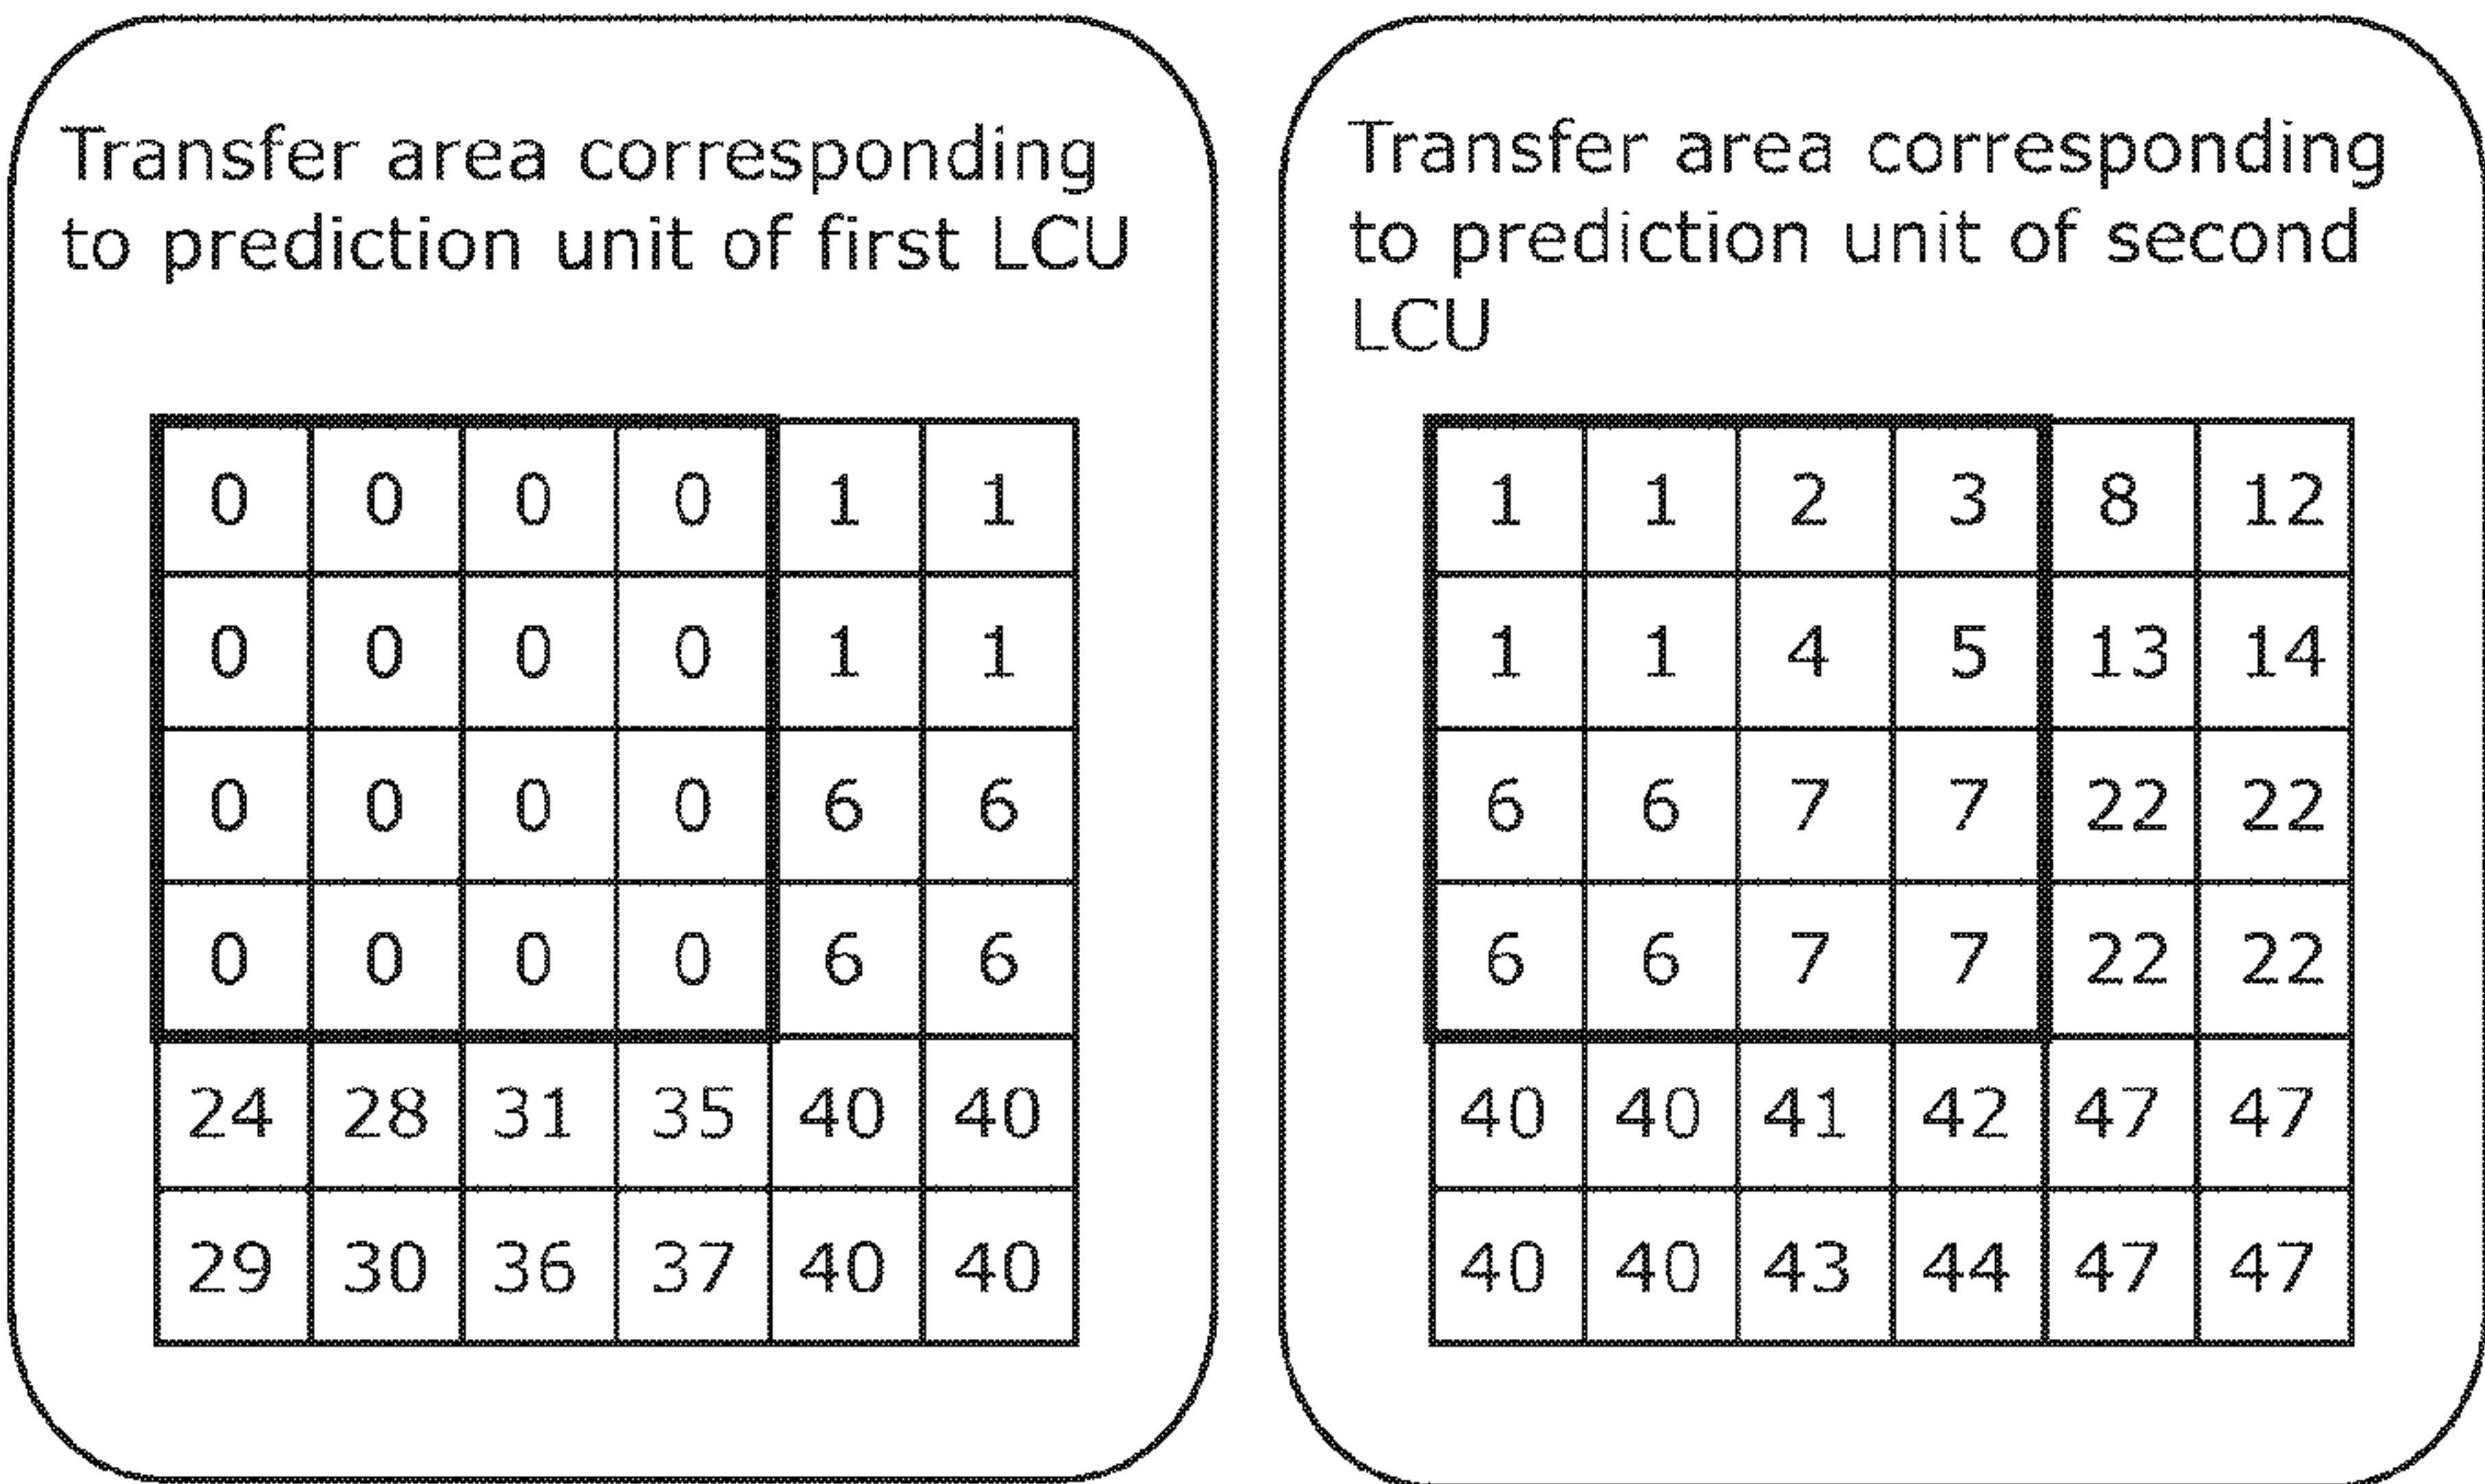 Transfer area corresponding
to prediction unit of first LCU
0 0 0 0 1 1
0 0 0 0 1 1
0 0 0 0 6 6
0 0 0 0 6 6
24 28 31 35 40 40
29 30 36 37 40 40
Transfer area corresponding
to prediction unit of second
LCU
1 1 2 3 8 12
1 1 4 5 13 14
6 6 7 7 22 22
6 6 7 7 22 22
40 40 41 42 47 47
40 40 43 44 47 47